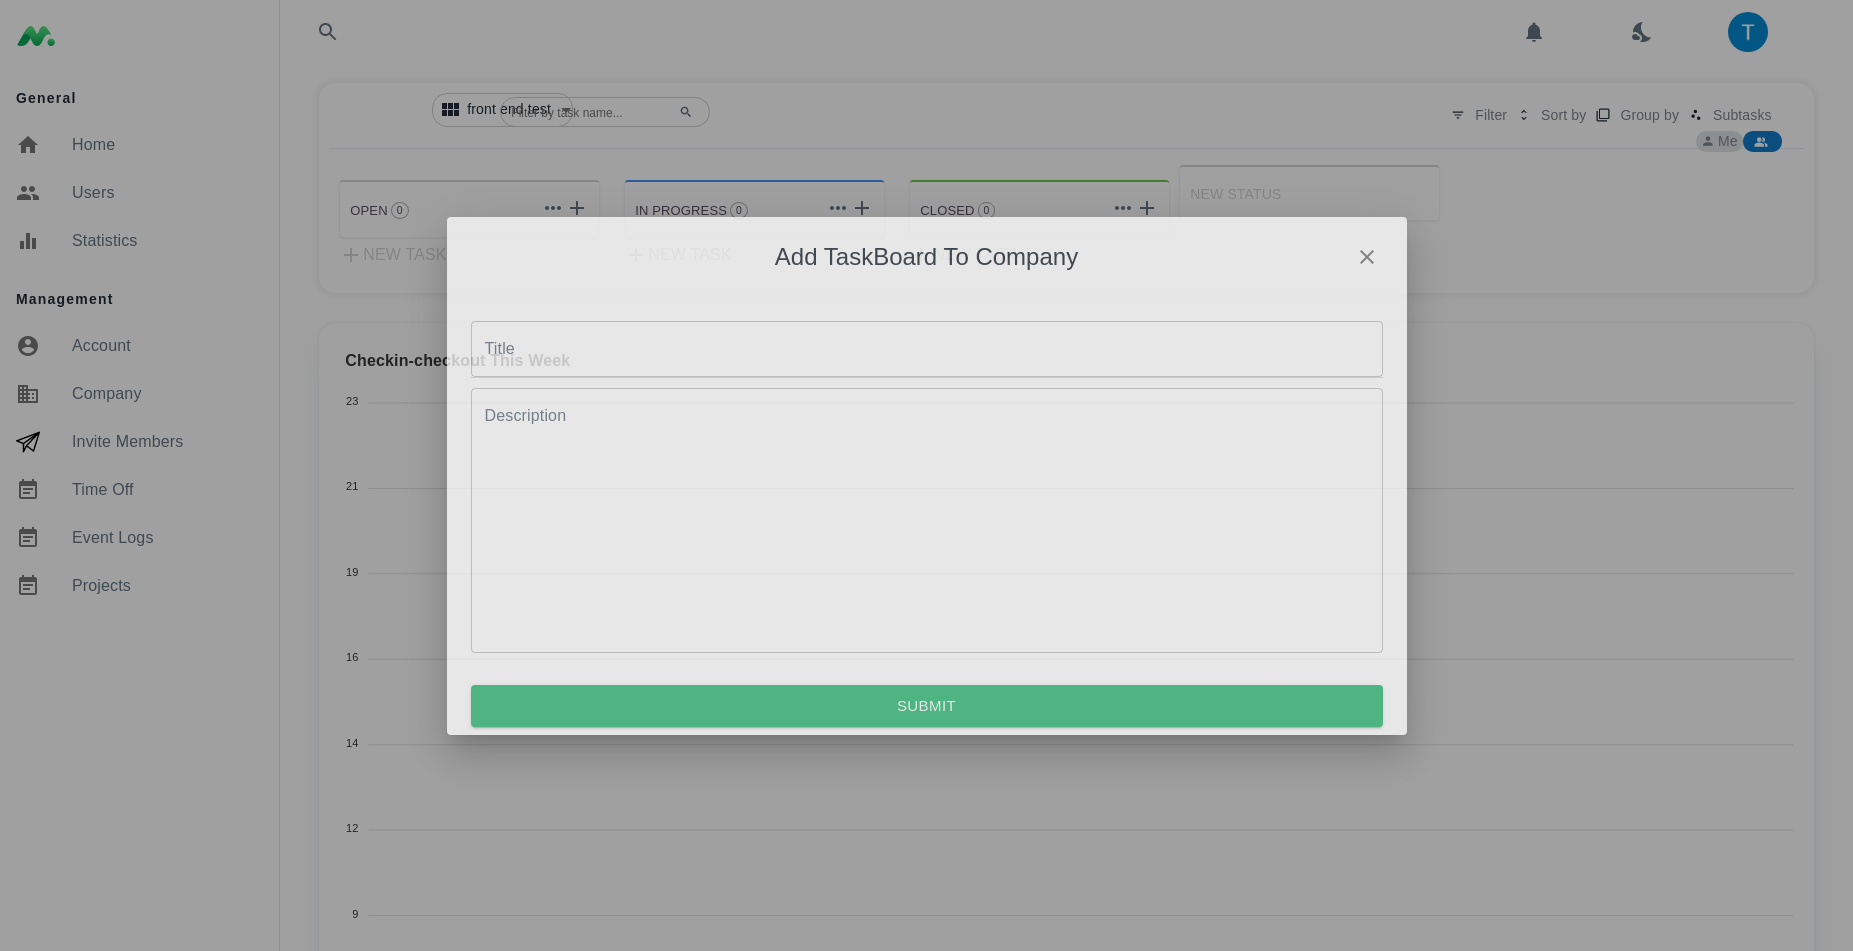 General
Home
Users
Statistics
Management
Account
Company
Invite Members
Time Off
Event Logs
Projects
T
front end test
Filter by task name...
Filter
Sort by
Group by
Subtasks
Me
OPEN 0
IN PROGRESS 0
CLOSED 0
NEW STATUS
NEW TASK
NEW TASK
Add TaskBoard To Company
Title
Description
SUBMIT
Checkin-checkout This Week
23
21
19
16
14
12
9